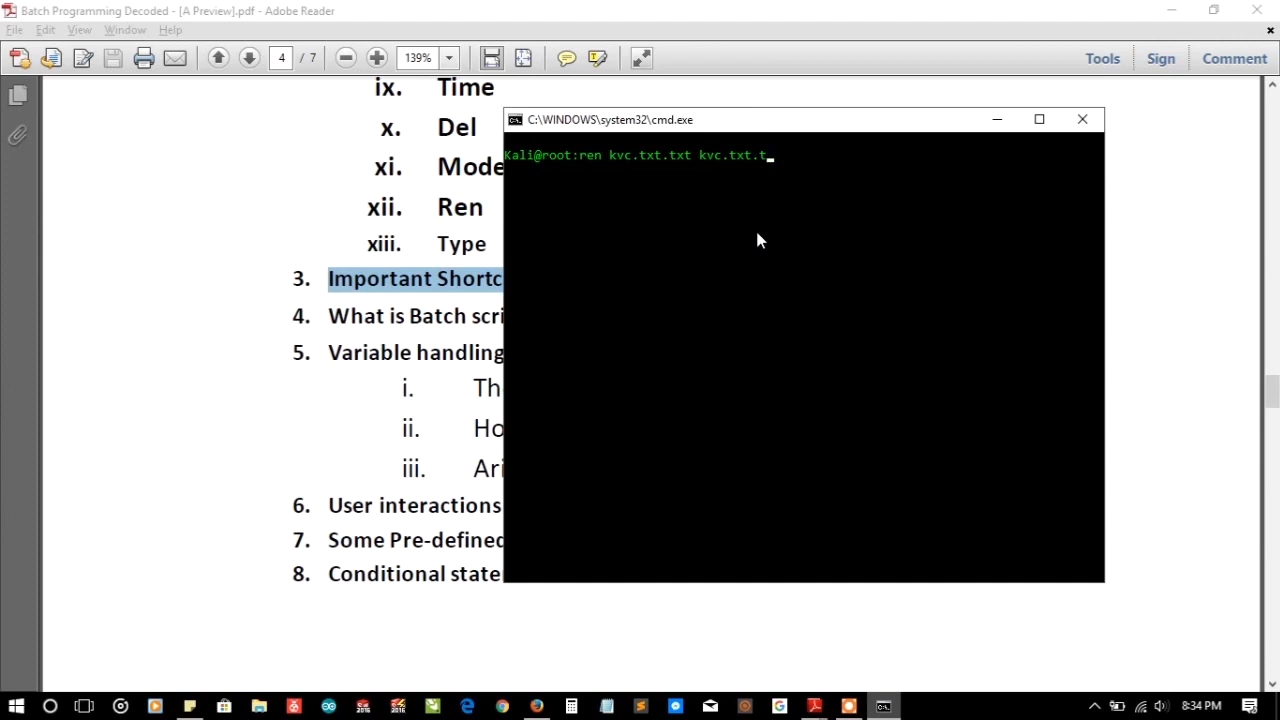 Batch Programming Decoded - [A Preview].pdf - Adobe Reader
File Edit View Window Help
4 / 7 139% Tools Sign Comment
ix. Time
x. Del
xi. Mode
xii. Ren
xiii. Type
3. Important Shortc
4. What is Batch scri
5. Variable handling
i. Th
ii. Ho
iii. Ari
6. User interactions
7. Some Pre-defined
8. Conditional state
C:\WINDOWS\system32\cmd.exe
Kali@root:ren kvc.txt.txt kvc.txt.t
8:34 PM